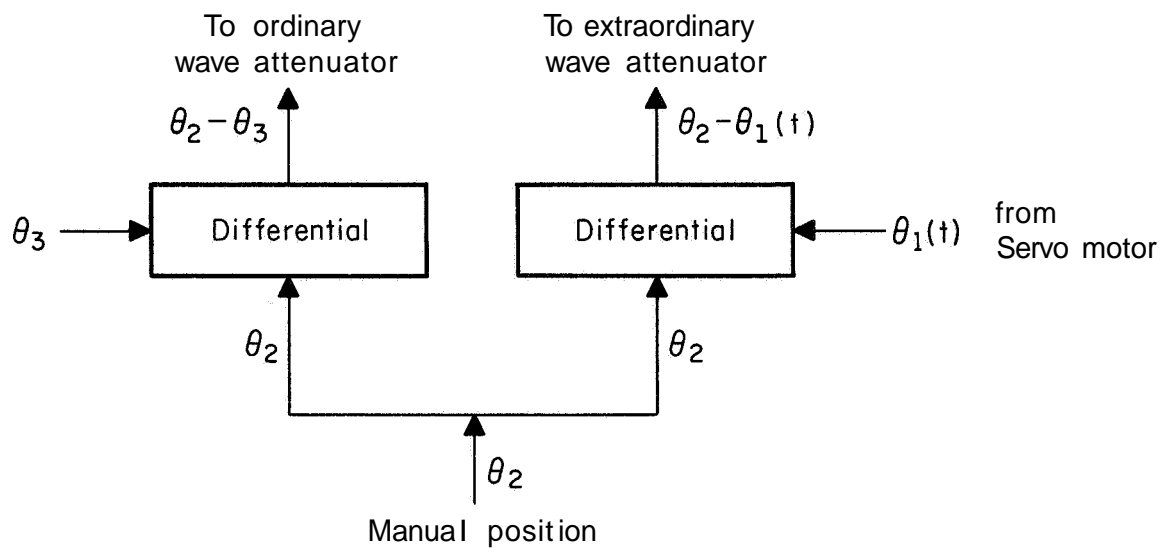 To ordinary
wave attenuator
To extraordinary
wave attenuator
θ2−θ3
θ2−θ1(t)
θ3
Differential
Differential
θ1(t)
from
Servo motor
θ2
θ2
θ2
Manual position